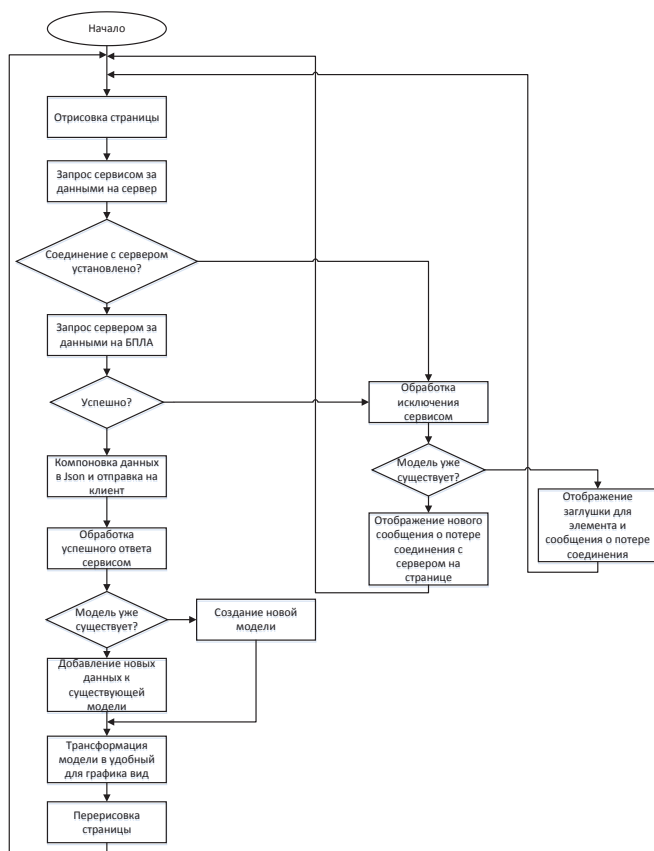 Начало
Отрисовка страницы
Запрос сервисом за
данными на сервер
Соединение с сервером
установлено?
Запрос сервером за
данными на БПЛА
Успешно?
Обработка
исключения
сервисом
Компоновка данных
в Json и отправка на
клиент
Модель уже
существует?
Обработка
успешного ответа
сервисом
Отображение нового
сообщения о потере
соединения с
сервером на
странице
Отображение
заглушки для
элемента и
сообщения о потере
соединения
Модель уже
существует?
Создание новой
модели
Добавление новых
данных к
существующей
модели
Трансформация
модели в удобный
для графика вид
Перерисовка
страницы